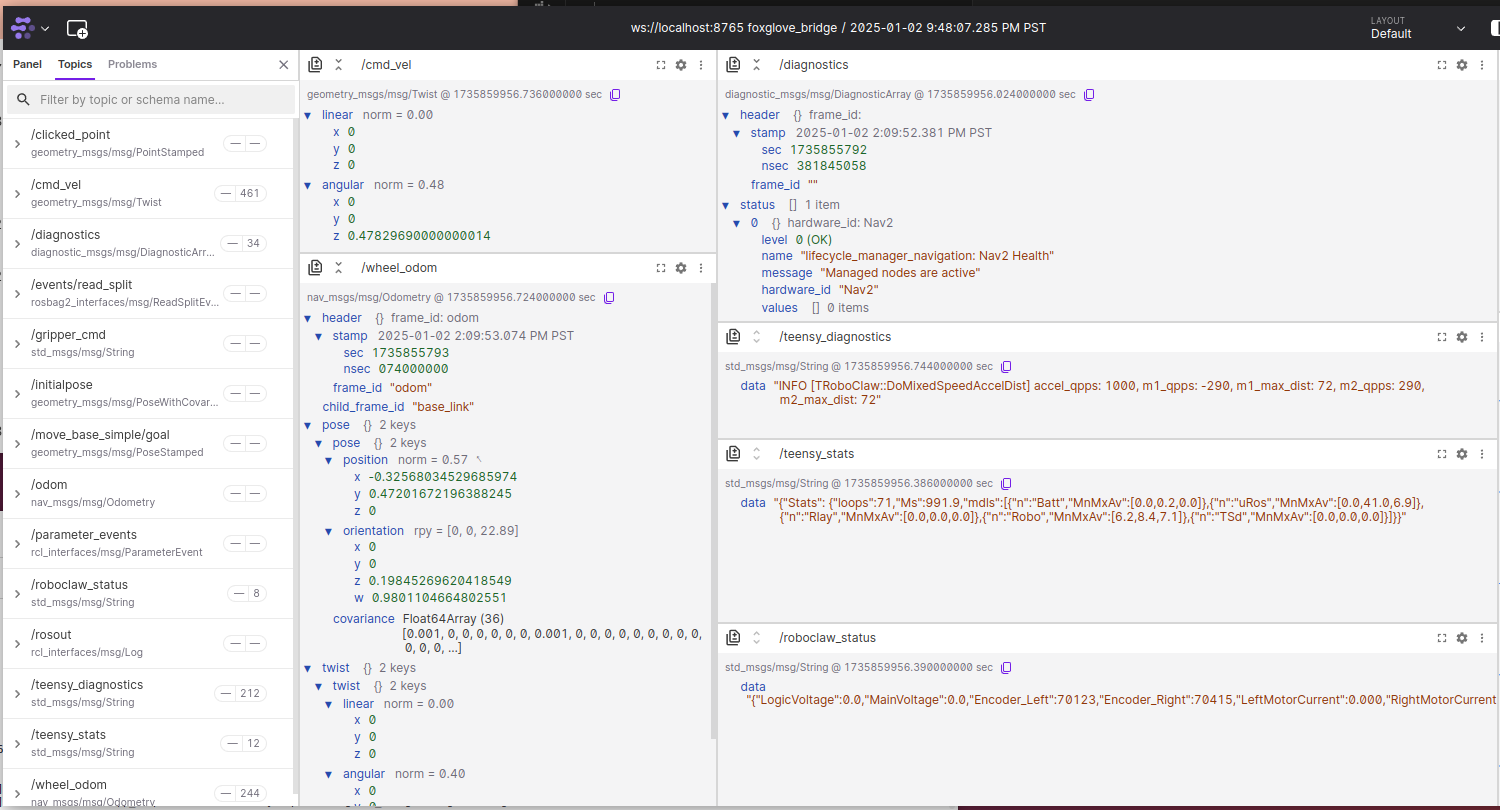 ws://localhost:8765 foxglove_bridge / 2025-01-02 9:48:07.285 PM PST
LAYOUT
Default
Panel
Topics
Problems
Filter by topic or schema name...
/clicked_point
geometry_msgs/msg/PointStamped
— —
/cmd_vel
geometry_msgs/msg/Twist
— 461
/diagnostics
diagnostic_msgs/msg/DiagnosticArr...
— 34
/events/read_split
rosbag2_interfaces/msg/ReadSplitEv...
— —
/gripper_cmd
std_msgs/msg/String
— —
/initialpose
geometry_msgs/msg/PoseWithCovar...
— —
/move_base_simple/goal
geometry_msgs/msg/PoseStamped
— —
/odom
nav_msgs/msg/Odometry
— —
/parameter_events
rcl_interfaces/msg/ParameterEvent
— —
/roboclaw_status
std_msgs/msg/String
— 8
/rosout
rcl_interfaces/msg/Log
— —
/teensy_diagnostics
std_msgs/msg/String
— 212
/teensy_stats
std_msgs/msg/String
— 12
/wheel_odom
nav_msgs/msg/Odometry
— 244
/cmd_vel
geometry_msgs/msg/Twist @ 1735859956.736000000 sec
linear norm = 0.00
x 0
y 0
z 0
angular norm = 0.48
x 0
y 0
z 0.47829690000000014
/wheel_odom
nav_msgs/msg/Odometry @ 1735859956.724000000 sec
header {} frame_id: odom
stamp 2025-01-02 2:09:53.074 PM PST
sec 1735855793
nsec 074000000
frame_id "odom"
child_frame_id "base_link"
pose {} 2 keys
pose {} 2 keys
position norm = 0.57
x -0.32568034529685974
y 0.47201672196388245
z 0
orientation rpy = [0, 0, 22.89]
x 0
y 0
z 0.19845269620418549
w 0.9801104664802551
covariance Float64Array (36)
[0.001, 0, 0, 0, 0, 0, 0, 0.001, 0, 0, 0, 0, 0, 0, 0, 0, 0,
0, 0, 0, ...]
twist {} 2 keys
twist {} 2 keys
linear norm = 0.00
x 0
y 0
z 0
angular norm = 0.40
x 0
/diagnostics
diagnostic_msgs/msg/DiagnosticArray @ 1735859956.024000000 sec
header {} frame_id:
stamp 2025-01-02 2:09:52.381 PM PST
sec 1735855792
nsec 381845058
frame_id ""
status [] 1 item
0 {} hardware_id: Nav2
level 0 (OK)
name "lifecycle_manager_navigation: Nav2 Health"
message "Managed nodes are active"
hardware_id "Nav2"
values [] 0 items
/teensy_diagnostics
std_msgs/msg/String @ 1735859956.744000000 sec
data "INFO [TRoboClaw::DoMixedSpeedAccelDist] accel_qpps: 1000, m1_qpps: -290, m1_max_dist: 72, m2_qpps: 290,
m2_max_dist: 72"
/teensy_stats
std_msgs/msg/String @ 1735859956.386000000 sec
data "{"Stats": {"loops":71,"Ms":991.9,"mdls":[{"n":"Batt","MnMxAv":[0.0,0.2,0.0]},{"n":"uRos","MnMxAv":[0.0,41.0,6.9]},
{"n":"Rlay","MnMxAv":[0.0,0.0,0.0]},{"n":"Robo","MnMxAv":[6.2,8.4,7.1]},{"n":"TSd","MnMxAv":[0.0,0.0,0.0]}]}}"
/roboclaw_status
std_msgs/msg/String @ 1735859956.390000000 sec
data
"{"LogicVoltage":0.0,"MainVoltage":0.0,"Encoder_Left":70123,"Encoder_Right":70415,"LeftMotorCurrent":0.000,"RightMotorCurrent